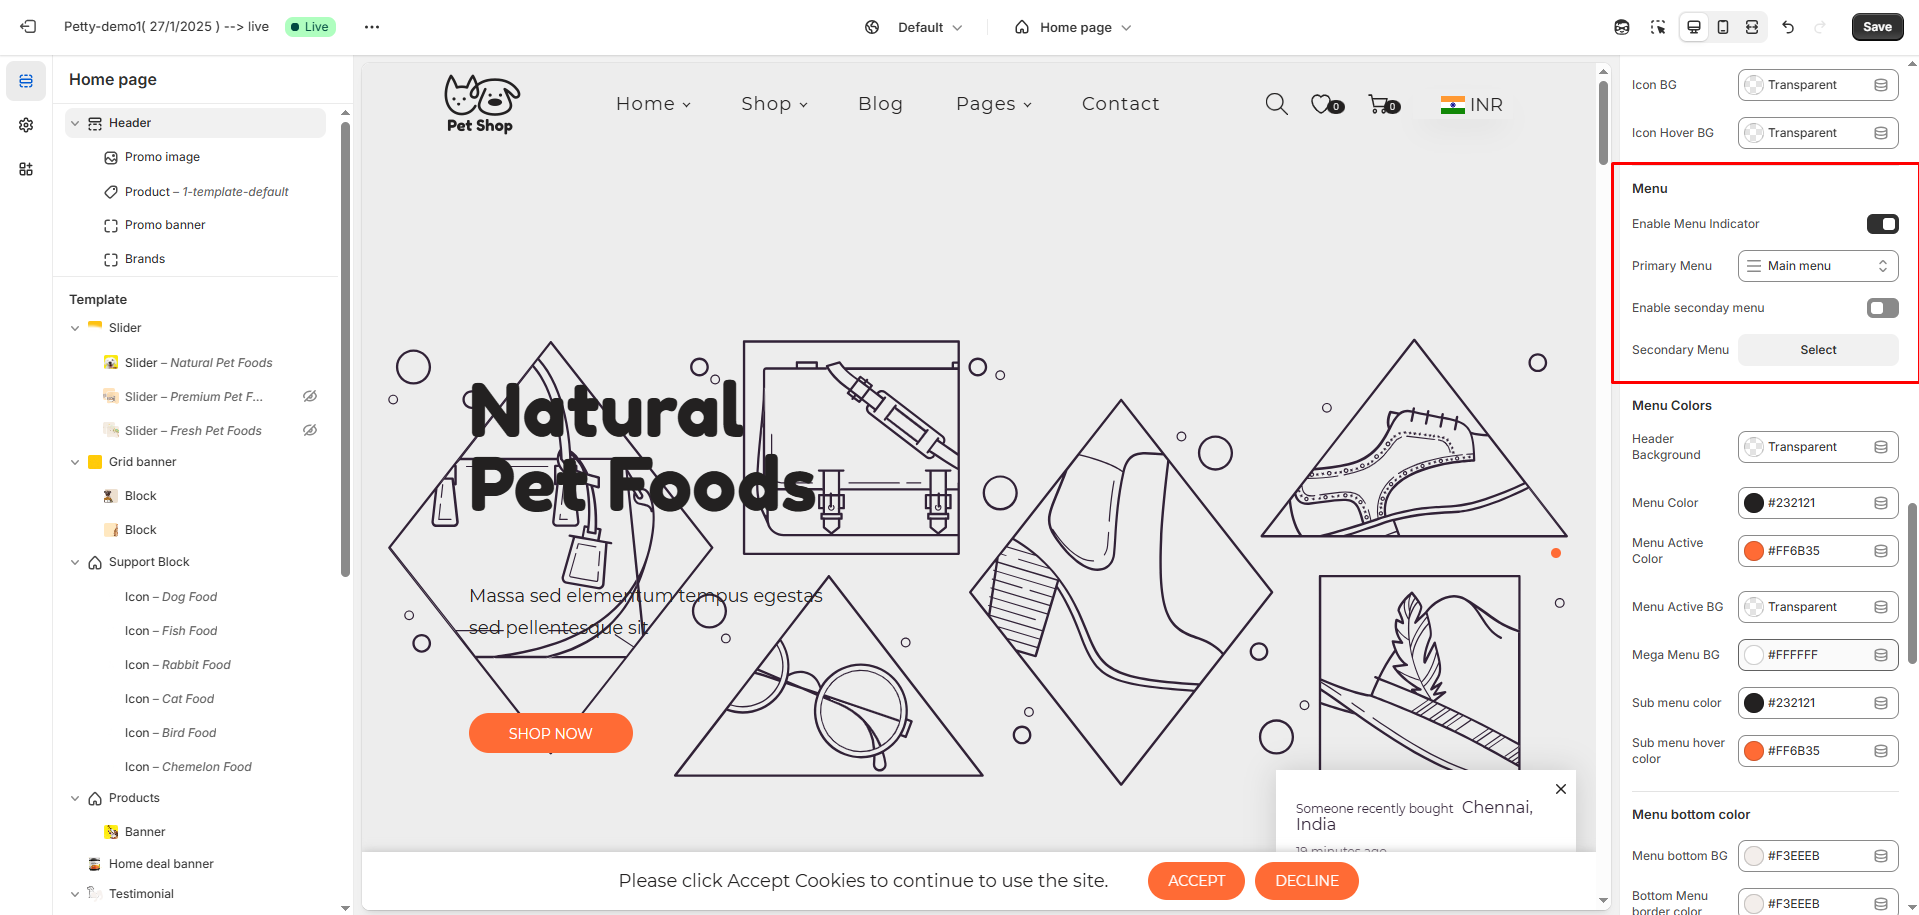 Petty-demo1( 27/1/2025 ) --> live
Live
Default
Home page
Save
Home page
Header
Promo image
Product – 1-template-default
Promo banner
Brands
Template
Slider
Slider – Natural Pet Foods
Slider – Premium Pet F...
Slider – Fresh Pet Foods
Grid banner
Block
Block
Support Block
Icon – Dog Food
Icon – Fish Food
Icon – Rabbit Food
Icon – Cat Food
Icon – Bird Food
Icon – Chemelon Food
Products
Banner
Home deal banner
Testimonial
Pet Shop
Home
Shop
Blog
Pages
Contact
0
0
INR
Natural
Pet Foods
Massa sed elementum tempus egestas
sed pellentesque sit
SHOP NOW
Someone recently bought Chennai,
India
19 minutes ago
Please click Accept Cookies to continue to use the site.
ACCEPT
DECLINE
Icon BG
Transparent
Icon Hover BG
Transparent
Menu
Enable Menu Indicator
Primary Menu
Main menu
Enable seconday menu
Secondary Menu
Select
Menu Colors
Header
Background
Transparent
Menu Color
#232121
Menu Active
Color
#FF6B35
Menu Active BG
Transparent
Mega Menu BG
#FFFFFF
Sub menu color
#232121
Sub menu hover
color
#FF6B35
Menu bottom color
Menu bottom BG
#F3EEEB
Bottom Menu
border color
#F3EEEB